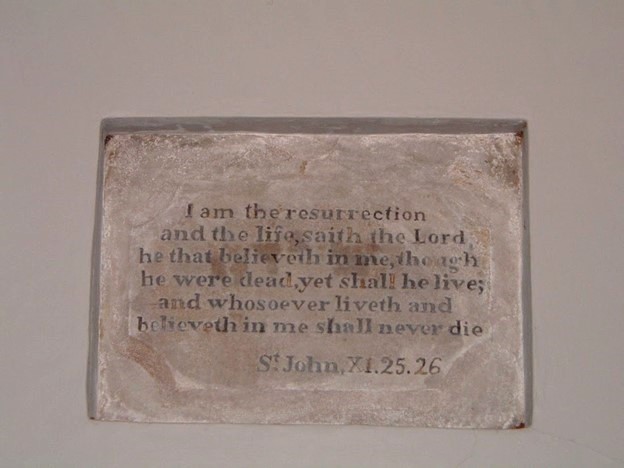 I am the resurrection
and the life, saith the Lord,
he that believeth in me, though
he were dead, yet shall he live;
and whosoever liveth and
believeth in me shall never die
St. John, XI. 25. 26